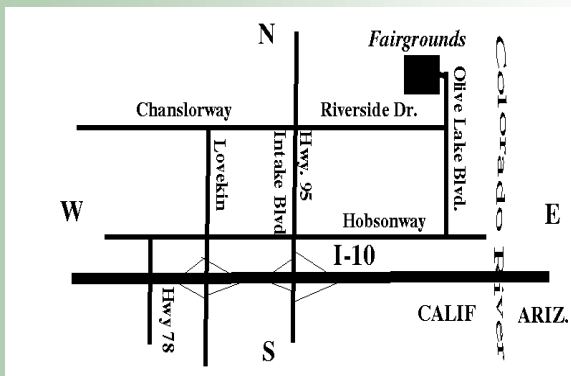 N
Fairgrounds
Chanslorway
Riverside Dr.
Olive Lake Blvd.
Colorado River
Lovekin
Intake Blvd
Hwy. 95
W
Hobsonway
E
I-10
Hwy 78
CALIF
ARIZ.
S